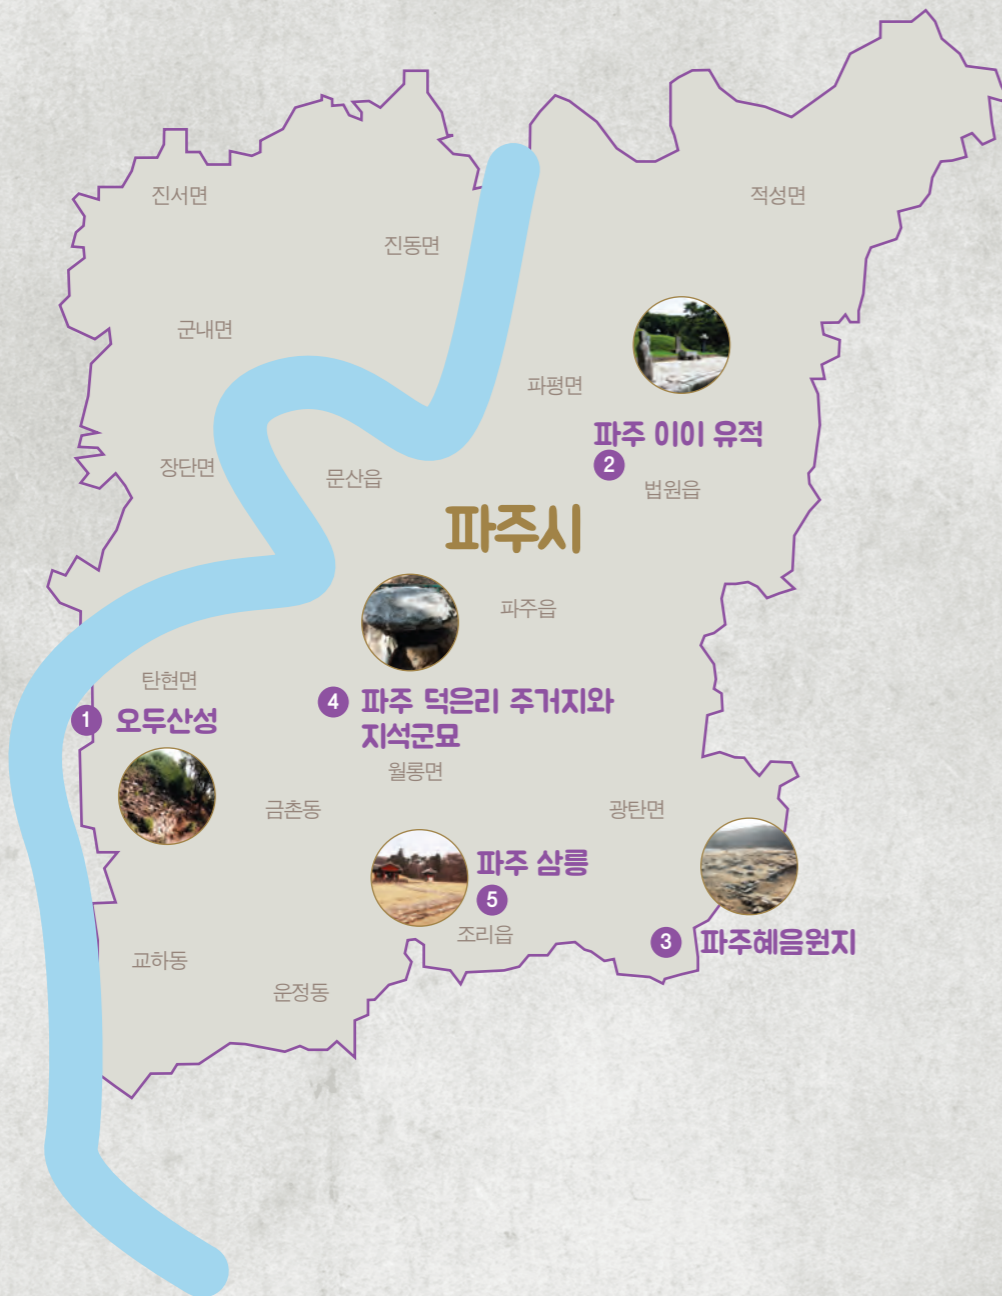 진서면
적성면
진동면
군내면
파평면
파주 이이 유적
2
장단면
문산읍
법원읍
파주시
파주읍
탄현면
1 오두산성
4 파주 덕은리 주거지와
지석군묘
월롱면
금촌동
광탄면
파주 삼릉
5
조리읍
3 파주혜음원지
교하동
운정동